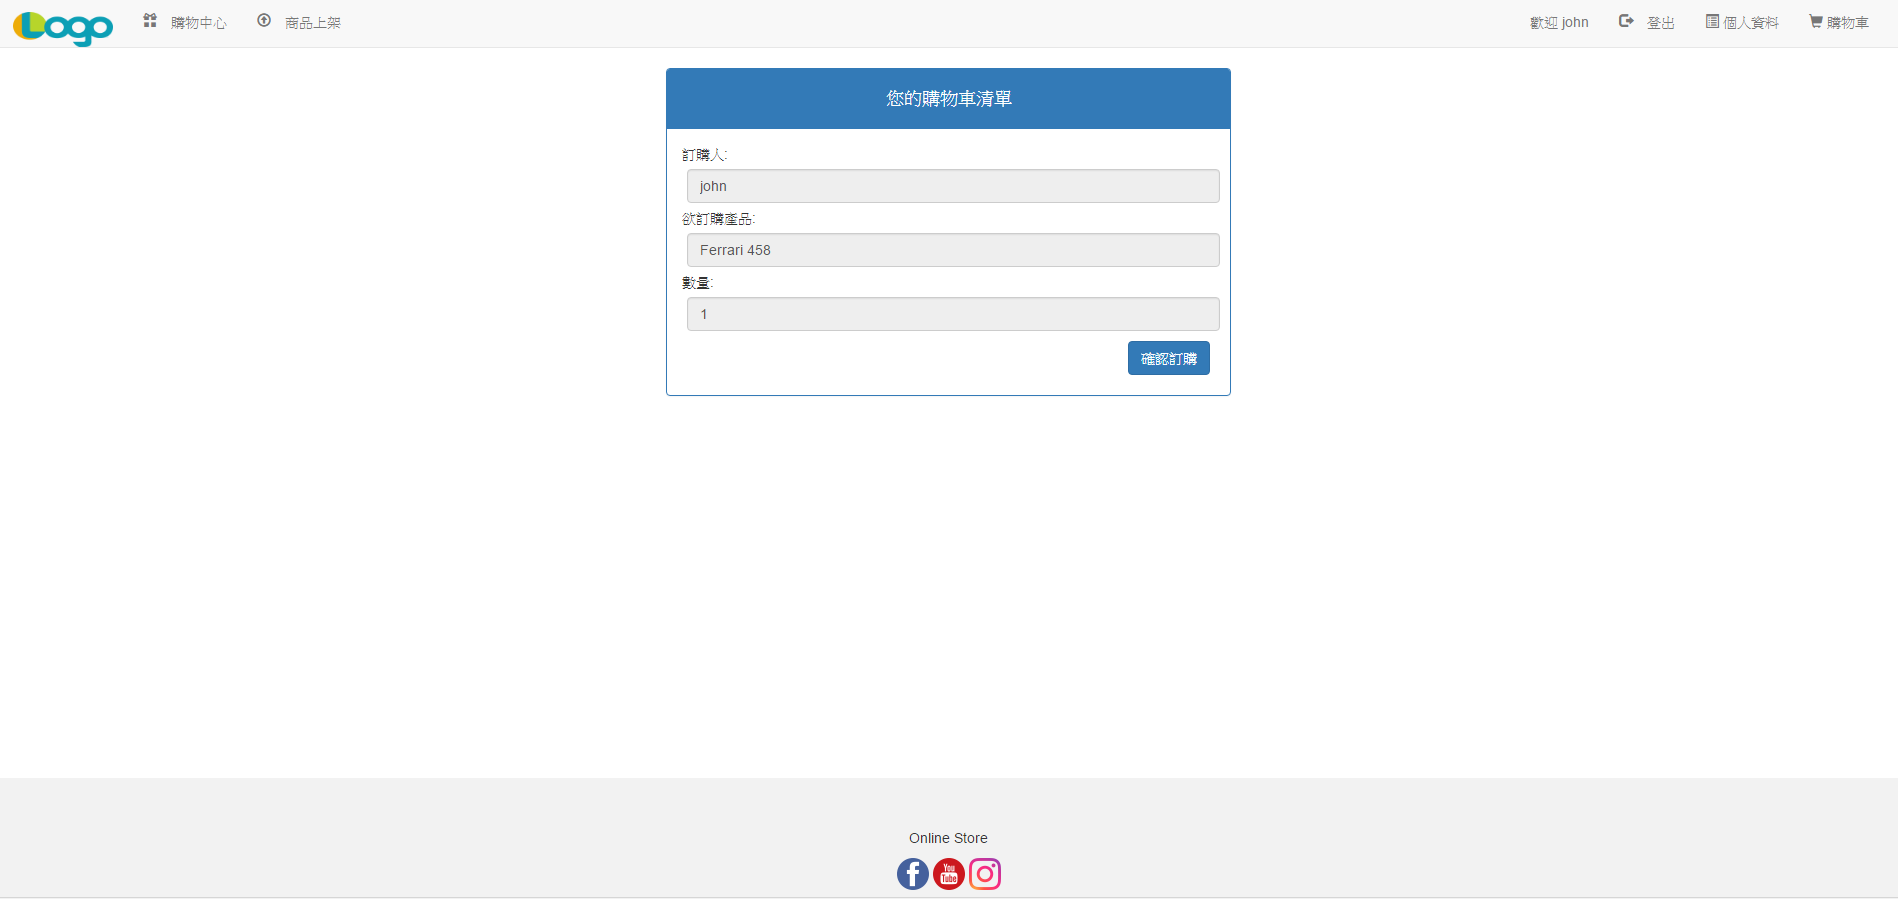 Logo 購物中心 商品上架 歡迎 john 登出 個人資料 購物車
您的購物車清單
訂購人:
john
欲訂購產品:
Ferrari 458
數量:
1
確認訂購
Online Store
You
Tube